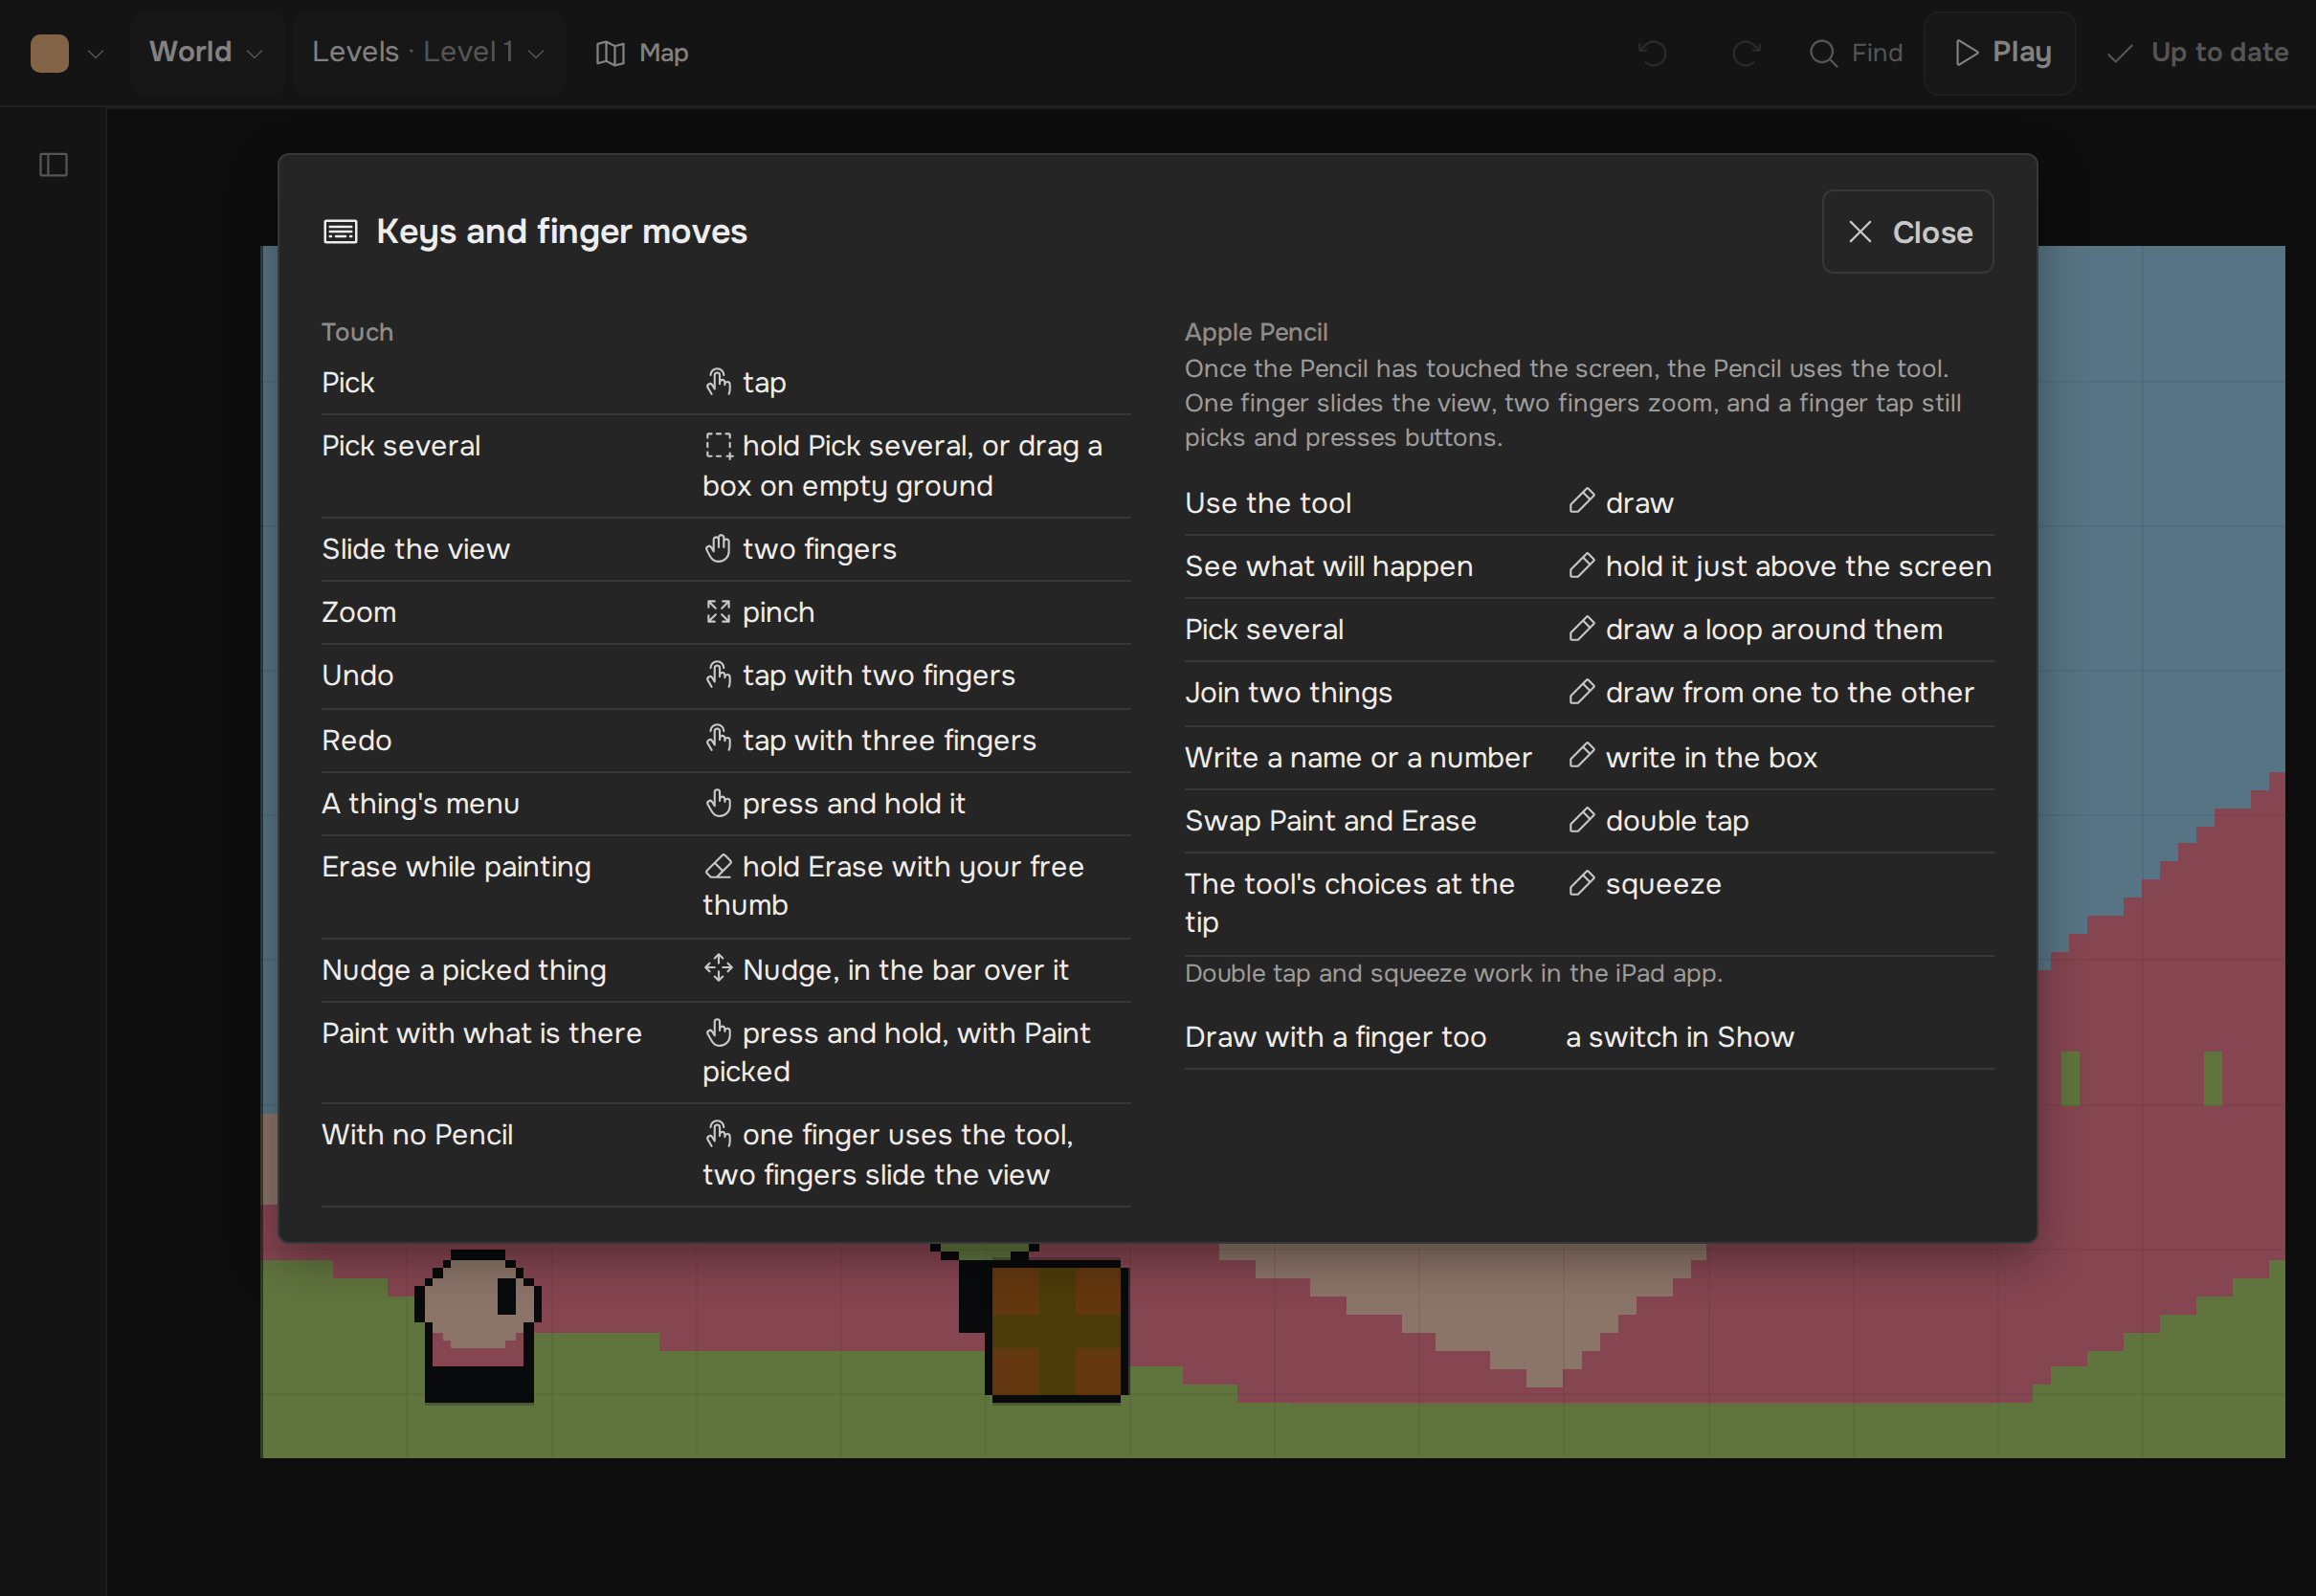 World
Levels · Level 1
Map
Find
Play
Up to date
Keys and finger moves
Close
Touch
Pick
tap
Pick several
hold Pick several, or drag a
box on empty ground
Slide the view
two fingers
Zoom
pinch
Undo
tap with two fingers
Redo
tap with three fingers
A thing's menu
press and hold it
Erase while painting
hold Erase with your free
thumb
Nudge a picked thing
Nudge, in the bar over it
Paint with what is there
press and hold, with Paint
picked
With no Pencil
one finger uses the tool,
two fingers slide the view
Apple Pencil
Once the Pencil has touched the screen, the Pencil uses the tool.
One finger slides the view, two fingers zoom, and a finger tap still
picks and presses buttons.
Use the tool
draw
See what will happen
hold it just above the screen
Pick several
draw a loop around them
Join two things
draw from one to the other
Write a name or a number
write in the box
Swap Paint and Erase
double tap
The tool's choices at the
tip
squeeze
Double tap and squeeze work in the iPad app.
Draw with a finger too
a switch in Show